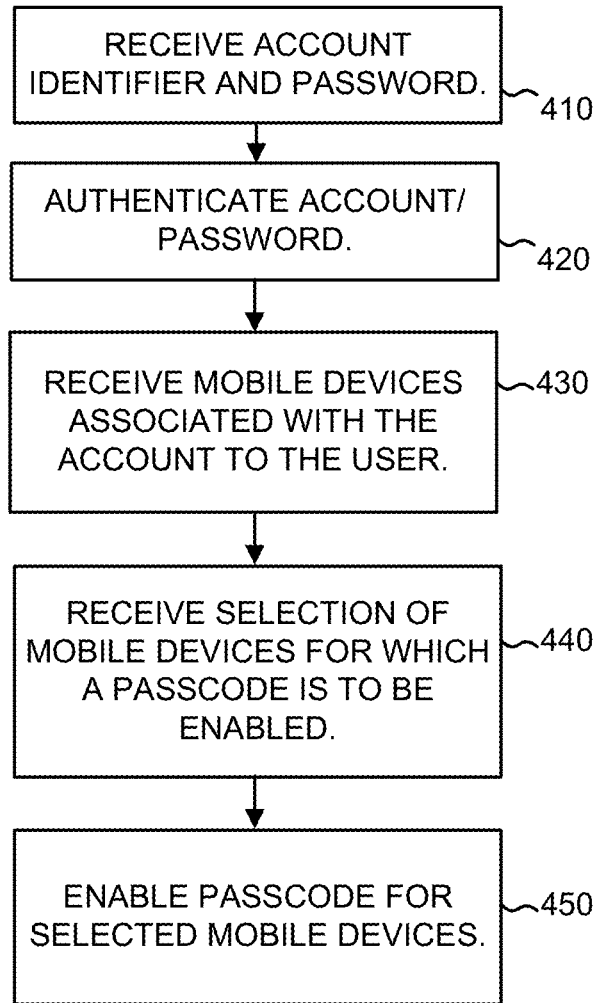 RECEIVE ACCOUNT
IDENTIFIER AND PASSWORD.
410
AUTHENTICATE ACCOUNT/
PASSWORD.
420
RECEIVE MOBILE DEVICES
ASSOCIATED WITH THE
ACCOUNT TO THE USER.
430
RECEIVE SELECTION OF
MOBILE DEVICES FOR WHICH
A PASSCODE IS TO BE
ENABLED.
440
ENABLE PASSCODE FOR
SELECTED MOBILE DEVICES.
450